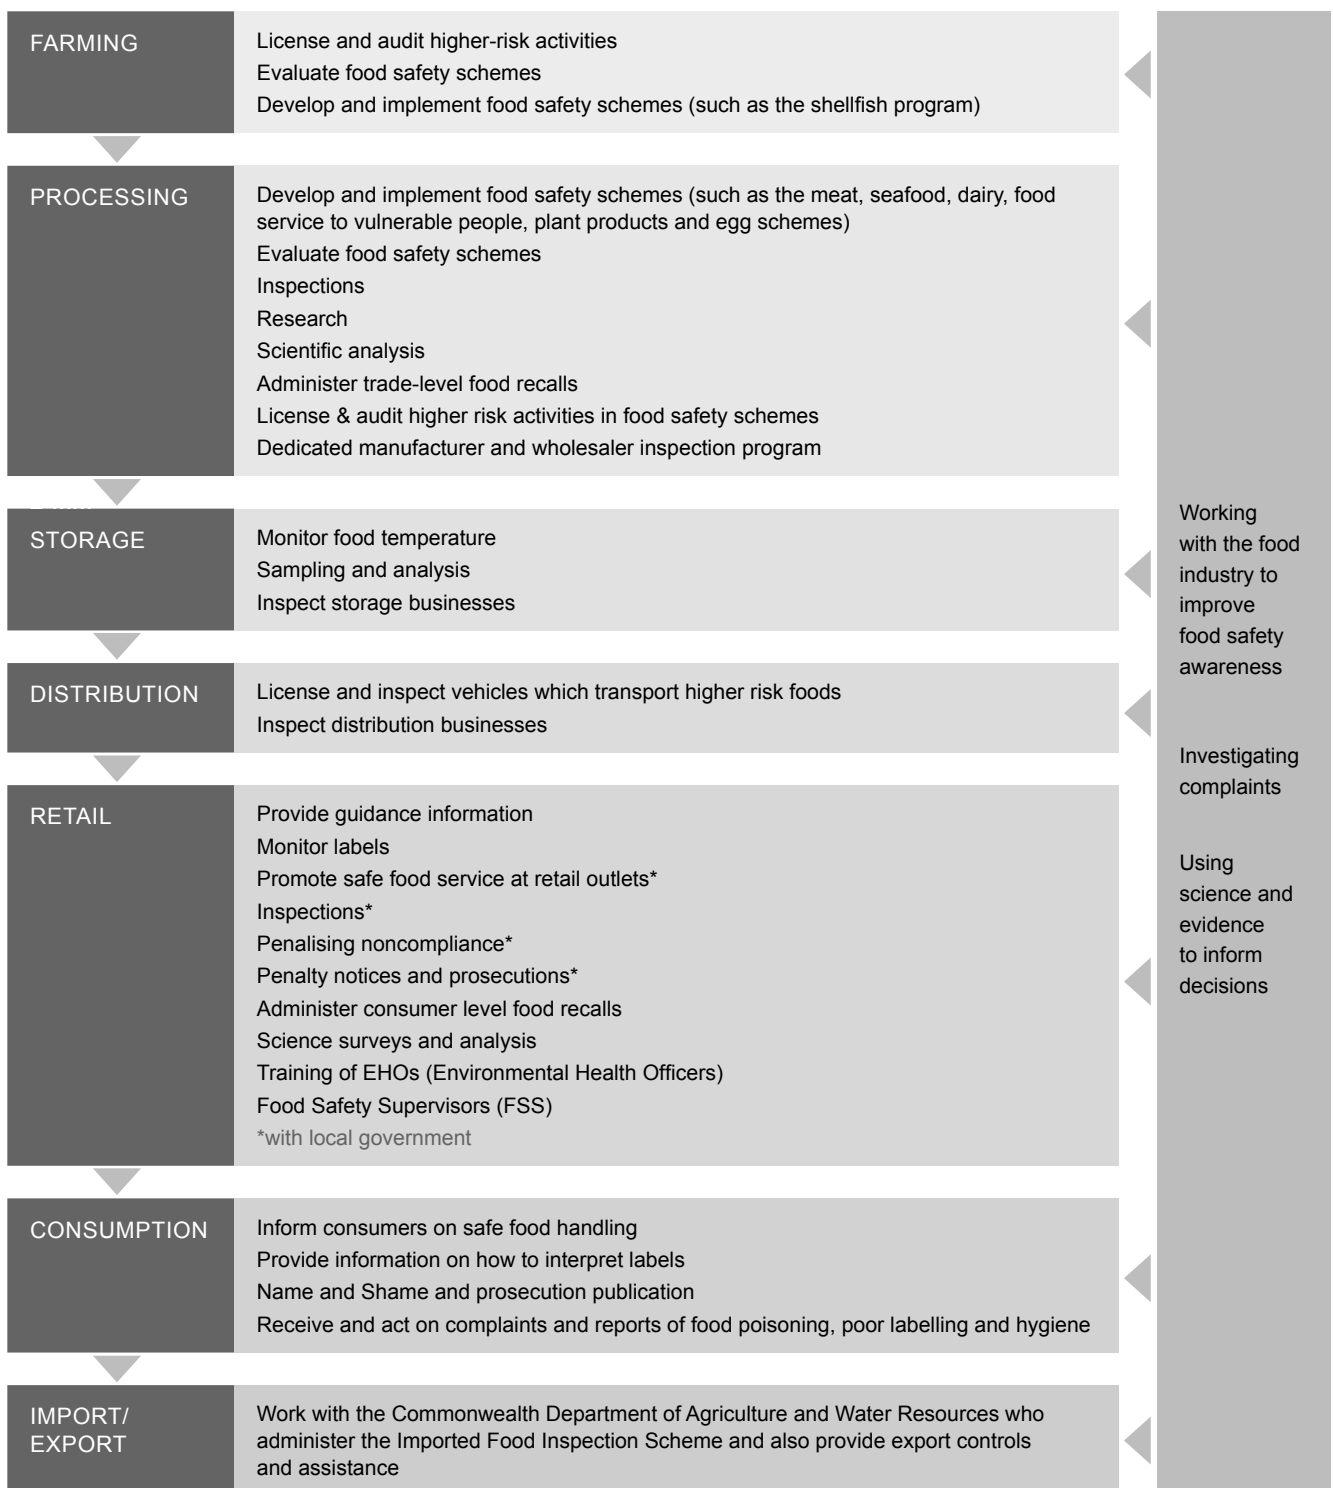 FARMING
License and audit higher-risk activities
Evaluate food safety schemes
Develop and implement food safety schemes (such as the shellfish program)
PROCESSING
Develop and implement food safety schemes (such as the meat, seafood, dairy, food
service to vulnerable people, plant products and egg schemes)
Evaluate food safety schemes
Inspections
Research
Scientific analysis
Administer trade-level food recalls
License & audit higher risk activities in food safety schemes
Dedicated manufacturer and wholesaler inspection program
STORAGE
Monitor food temperature
Sampling and analysis
Inspect storage businesses
DISTRIBUTION
License and inspect vehicles which transport higher risk foods
Inspect distribution businesses
RETAIL
Provide guidance information
Monitor labels
Promote safe food service at retail outlets*
Inspections*
Penalising noncompliance*
Penalty notices and prosecutions*
Administer consumer level food recalls
Science surveys and analysis
Training of EHOs (Environmental Health Officers)
Food Safety Supervisors (FSS)
*with local government
CONSUMPTION
Inform consumers on safe food handling
Provide information on how to interpret labels
Name and Shame and prosecution publication
Receive and act on complaints and reports of food poisoning, poor labelling and hygiene
IMPORT/
EXPORT
Work with the Commonwealth Department of Agriculture and Water Resources who
administer the Imported Food Inspection Scheme and also provide export controls
and assistance
Working
with the food
industry to
improve
food safety
awareness
Investigating
complaints
Using
science and
evidence
to inform
decisions